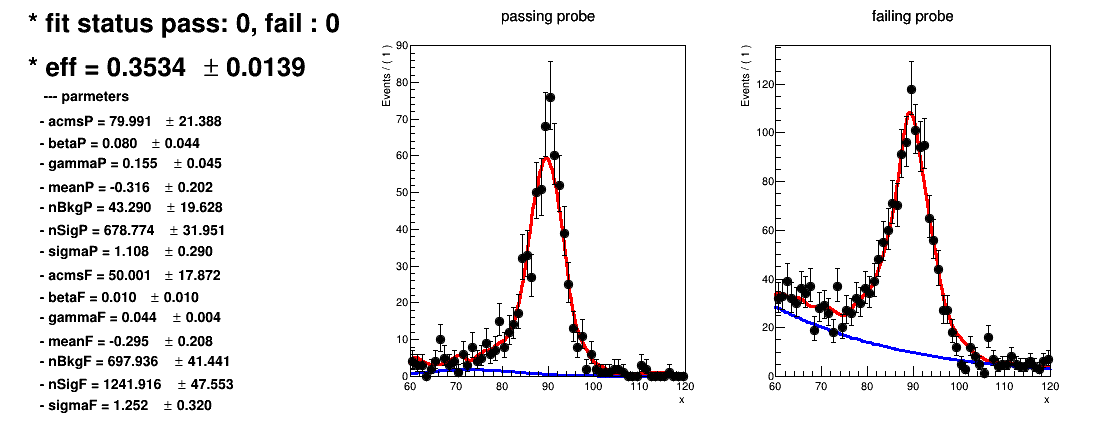 * fit status pass: 0, fail : 0
* eff = 0.3534 ± 0.0139
--- parmeters
- acmsP = 79.991 ± 21.388
- betaP = 0.080 ± 0.044
- gammaP = 0.155 ± 0.045
- meanP = -0.316 ± 0.202
- nBkgP = 43.290 ± 19.628
- nSigP = 678.774 ± 31.951
- sigmaP = 1.108 ± 0.290
- acmsF = 50.001 ± 17.872
- betaF = 0.010 ± 0.010
- gammaF = 0.044 ± 0.004
- meanF = -0.295 ± 0.208
- nBkgF = 697.936 ± 41.441
- nSigF = 1241.916 ± 47.553
- sigmaF = 1.252 ± 0.320
passing probe
Events / ( 1 )
90
80
70
60
50
40
30
20
10
0
60 70 80 90 100 110 120
x
failing probe
Events / ( 1 )
120
100
80
60
40
20
0
60 70 80 90 100 110 120
x